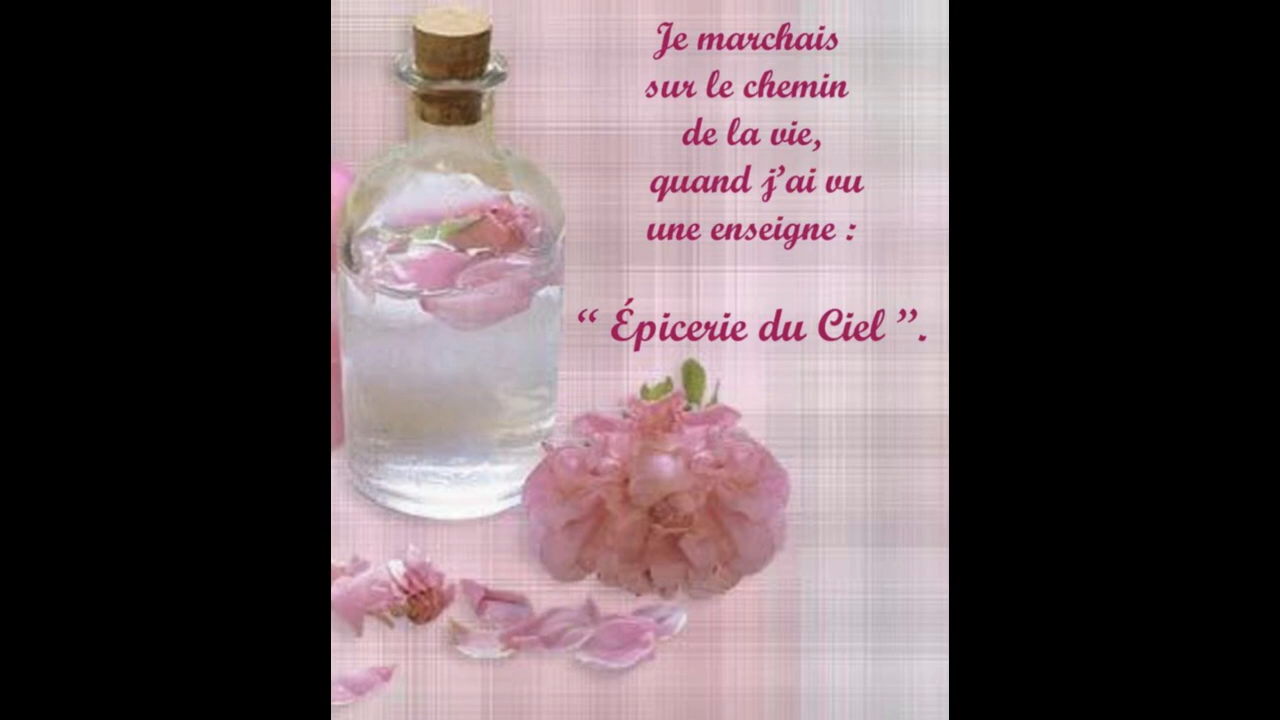 Je marchais
sur le chemin
de la vie,
quand j’ai vu
une enseigne :
“ Épicerie du Ciel ”.